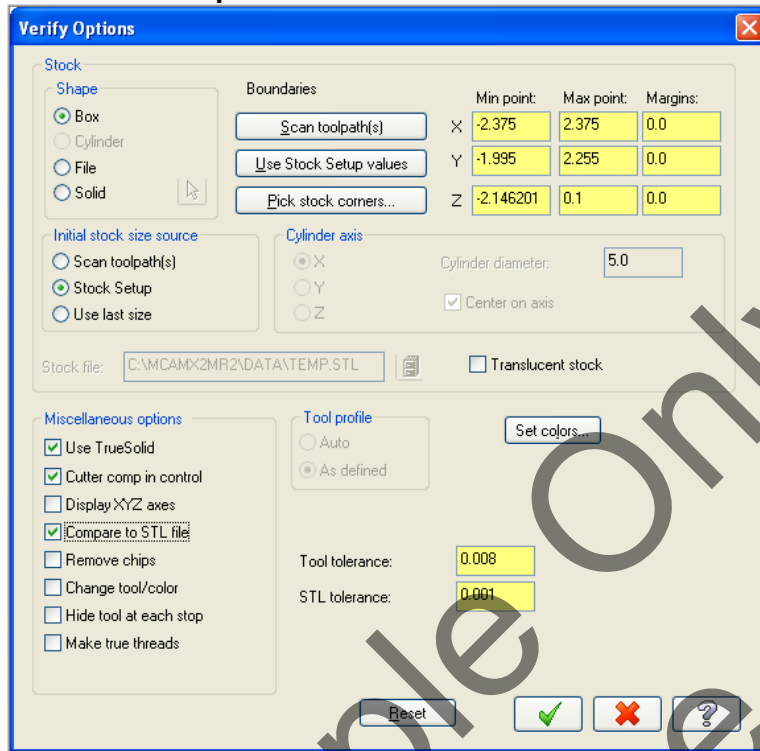 Verify Options
Stock
Shape
Box
Cylinder
File
Solid
Boundaries
Scan toolpath(s)
Use Stock Setup values
Pick stock corners...
Min point: Max point: Margins:
X -2.375 2.375 0.0
Y -1.995 2.255 0.0
Z -2.146201 0.1 0.0
Initial stock size source
Scan toolpath(s)
Stock Setup
Use last size
Cylinder axis
X
Y
Z
Cylinder diameter: 5.0
Center on axis
Stock file: C:\MCAMX2MR2\DATA\TEMP.STL
Translucent stock
Miscellaneous options
Use TrueSolid
Cutter comp in control
Display XYZ axes
Compare to STL file
Remove chips
Change tool/color
Hide tool at each stop
Make true threads
Tool profile
Auto
As defined
Set colors...
Tool tolerance: 0.008
STL tolerance: 0.001
Reset
?